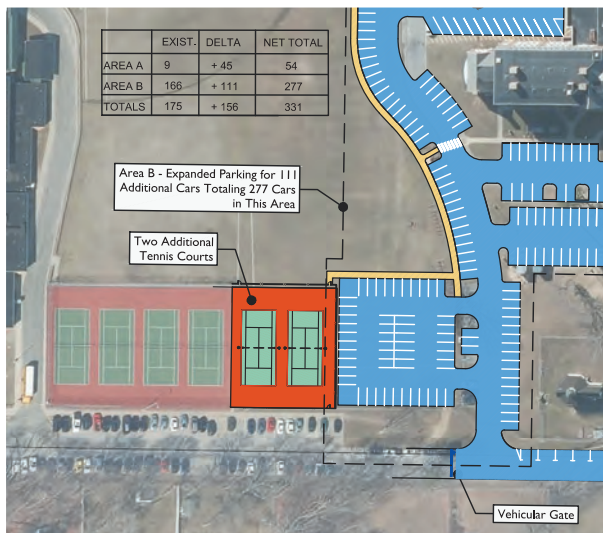 EXIST. DELTA NET TOTAL
AREA A 9 + 45 54
AREA B 166 + 111 277
TOTALS 175 + 156 331
Area B - Expanded Parking for 111
Additional Cars Totaling 277 Cars
in This Area
Two Additional
Tennis Courts
Vehicular Gate